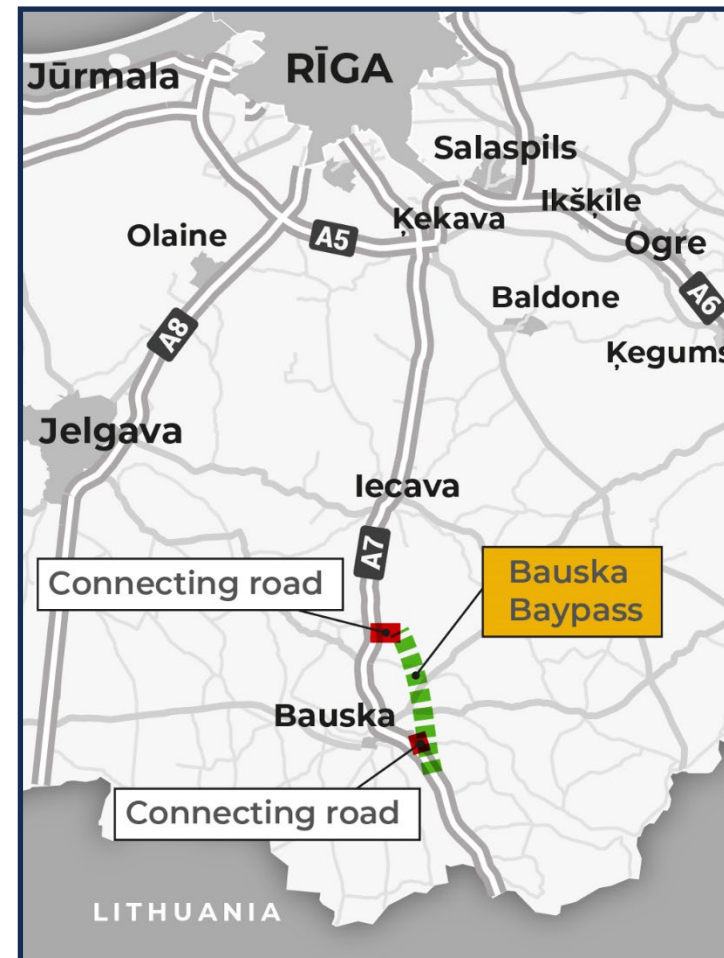 RĪGA
Jūrmala
Salaspils
Ikšķile
Ķekava
Olaine
A5
Ogre
A8
Baldone
A6
Ķegums
Jelgava
Iecava
A7
Connecting road
Bauska
Baypass
Bauska
Connecting road
LITHUANIA